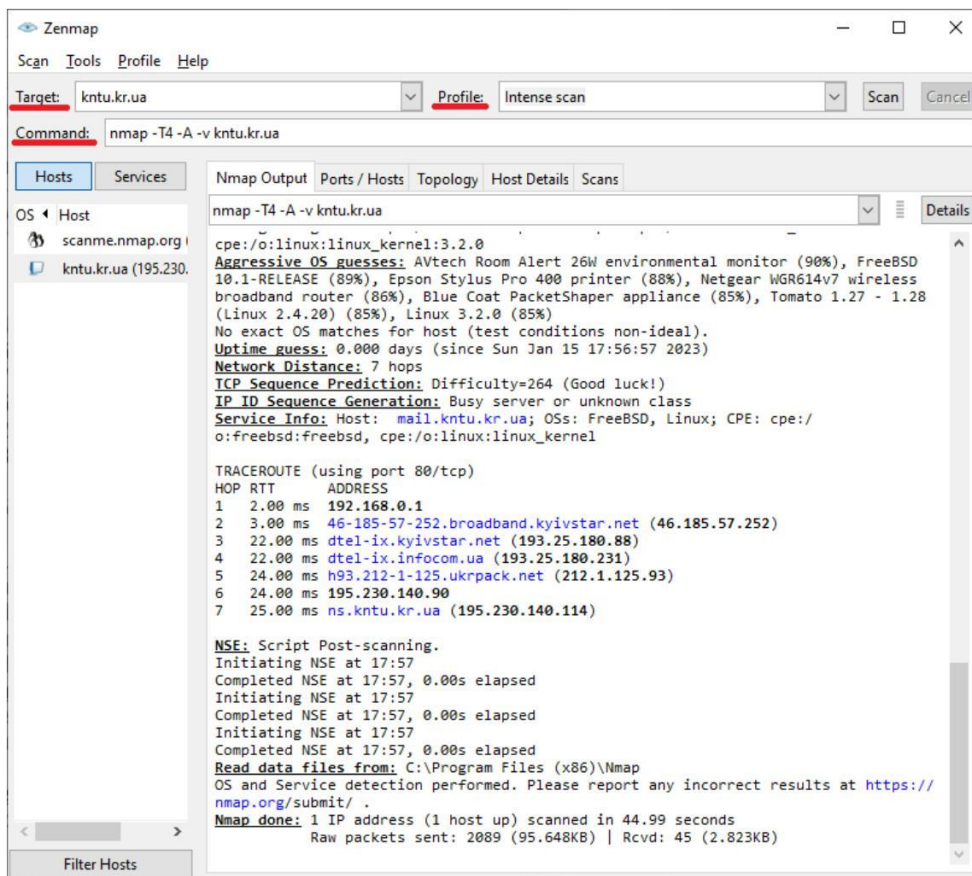 Zenmap
Scan Tools Profile Help
Target: kntu.kr.ua Profile: Intense scan Scan Cancel
Command: nmap -T4 -A -v kntu.kr.ua
Hosts Services Nmap Output Ports / Hosts Topology Host Details Scans
OS Host
scanme.nmap.org (
kntu.kr.ua (195.230.
nmap -T4 -A -v kntu.kr.ua Details
cpe:/o:linux:linux_kernel:3.2.0
Aggressive OS guesses: AVtech Room Alert 26W environmental monitor (90%), FreeBSD
10.1-RELEASE (89%), Epson Stylus Pro 400 printer (88%), Netgear WGR614v7 wireless
broadband router (86%), Blue Coat PacketShaper appliance (85%), Tomato 1.27 - 1.28
(Linux 2.4.20) (85%), Linux 3.2.0 (85%)
No exact OS matches for host (test conditions non-ideal).
Uptime guess: 0.000 days (since Sun Jan 15 17:56:57 2023)
Network Distance: 7 hops
TCP Sequence Prediction: Difficulty=264 (Good luck!)
IP ID Sequence Generation: Busy server or unknown class
Service Info: Host: mail.kntu.kr.ua; OSs: FreeBSD, Linux; CPE: cpe:/
o:freebsd:freebsd, cpe:/o:linux:linux_kernel
TRACEROUTE (using port 80/tcp)
HOP RTT ADDRESS
1 2.00 ms 192.168.0.1
2 3.00 ms 46-185-57-252.broadband.kyivstar.net (46.185.57.252)
3 22.00 ms dtel-ix.kyivstar.net (193.25.180.88)
4 22.00 ms dtel-ix.infocom.ua (193.25.180.231)
5 24.00 ms h93.212-1-125.ukrpack.net (212.1.125.93)
6 24.00 ms 195.230.140.90
7 25.00 ms ns.kntu.kr.ua (195.230.140.114)
NSE: Script Post-scanning.
Initiating NSE at 17:57
Completed NSE at 17:57, 0.00s elapsed
Initiating NSE at 17:57
Completed NSE at 17:57, 0.00s elapsed
Initiating NSE at 17:57
Completed NSE at 17:57, 0.00s elapsed
Read data files from: C:\Program Files (x86)\Nmap
OS and Service detection performed. Please report any incorrect results at https://
nmap.org/submit/ .
Nmap done: 1 IP address (1 host up) scanned in 44.99 seconds
Raw packets sent: 2089 (95.648KB) | Rcvd: 45 (2.823KB)
Filter Hosts